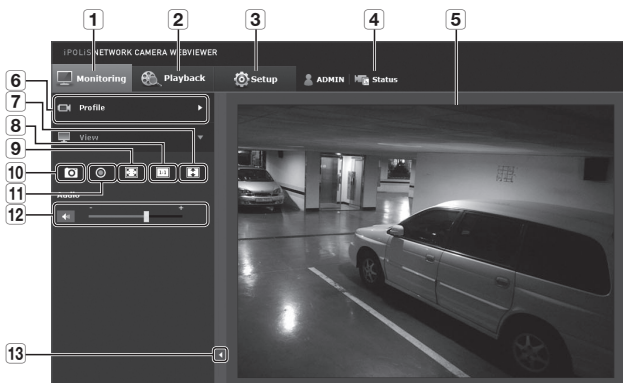 1 2 3 4 5
iPOLiS NETWORK CAMERA WEBVIEWER
Monitoring Playback Setup ADMIN Status
6
Profile
7
8
View
9
10
1:1
11
Audio
12
- +
13